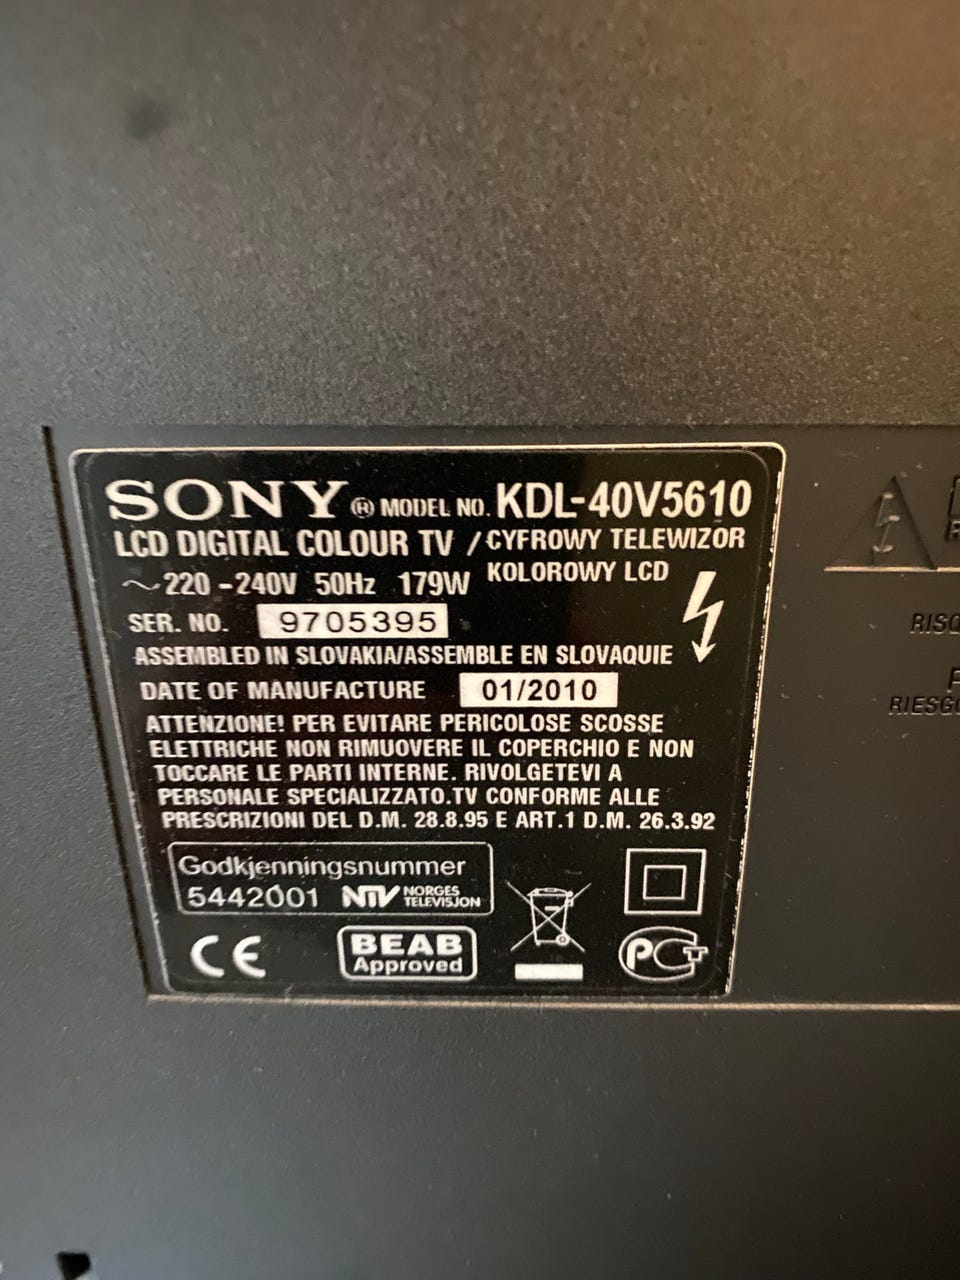 SONY ® MODEL NO. KDL-40V5610
LCD DIGITAL COLOUR TV / CYFROWY TELEWIZOR
KOLOROWY LCD
~220 -240V 50Hz 179W
SER. NO. 9705395
ASSEMBLED IN SLOVAKIA/ASSEMBLE EN SLOVAQUIE
DATE OF MANUFACTURE 01/2010
ATTENZIONE! PER EVITARE PERICOLOSE SCOSSE
ELETTRICHE NON RIMUOVERE IL COPERCHIO E NON
TOCCARE LE PARTI INTERNE. RIVOLGETEVI A
PERSONALE SPECIALIZZATO.TV CONFORME ALLE
PRESCRIZIONI DEL D.M. 28.8.95 E ART.1 D.M. 26.3.92
Godkjenningsnummer
5442001 NTV NORGES
TELEVISJON
CE
BEAB
Approved
PCT